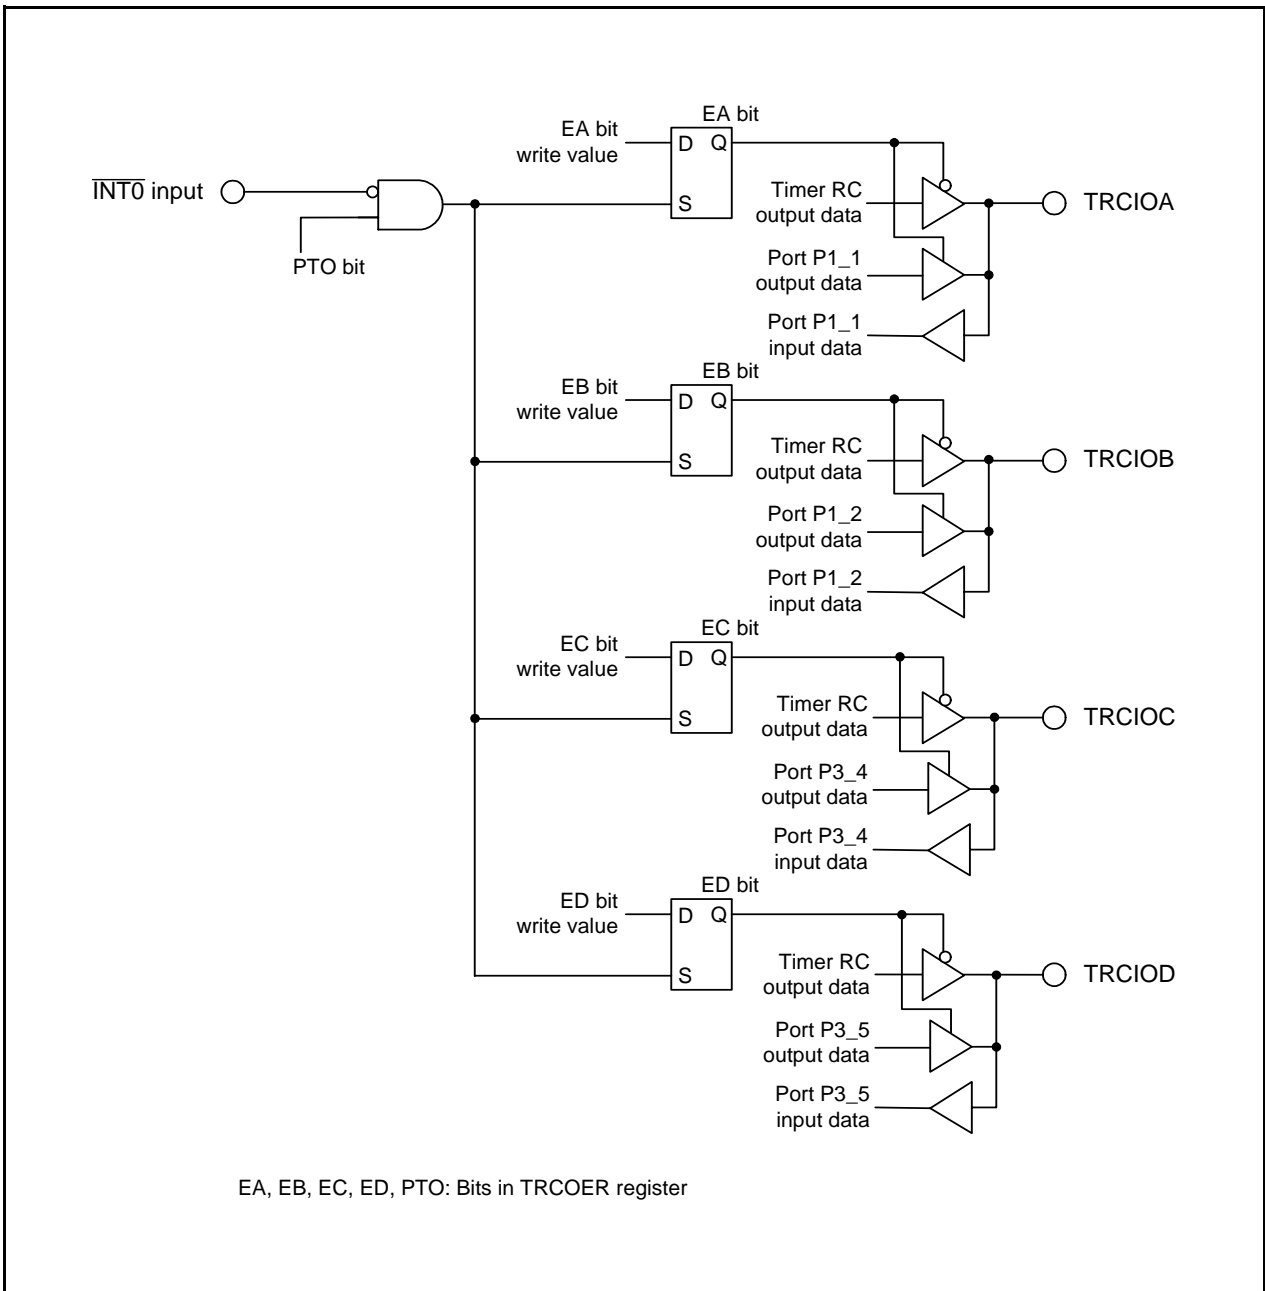 INT0 input
PTO bit
EA bit
write value
EA bit
D Q
S
Timer RC
output data
Port P1_1
output data
Port P1_1
input data
TRCIOA
EB bit
write value
EB bit
D Q
S
Timer RC
output data
Port P1_2
output data
Port P1_2
input data
TRCIOB
EC bit
write value
EC bit
D Q
S
Timer RC
output data
Port P3_4
output data
Port P3_4
input data
TRCIOC
ED bit
write value
ED bit
D Q
S
Timer RC
output data
Port P3_5
output data
Port P3_5
input data
TRCIOD
EA, EB, EC, ED, PTO: Bits in TRCOER register